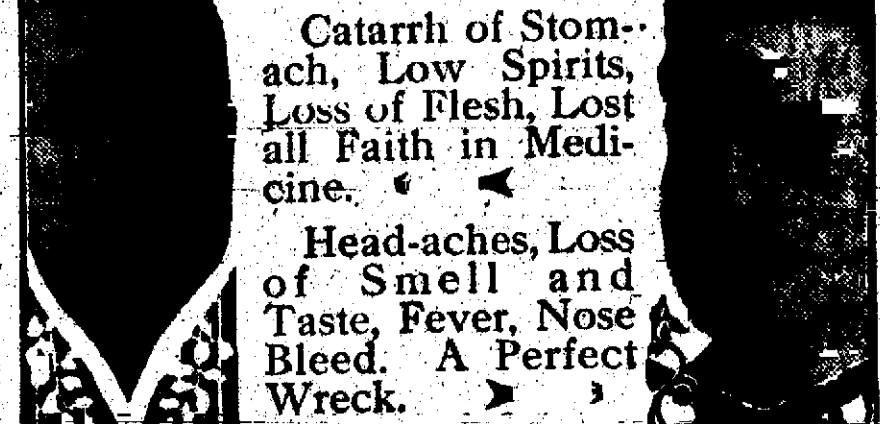 Catarrh of Stom-
ach, Low Spirits,
Loss of Flesh, Lost
all Faith in Medi-
cine.
Head-aches, Loss
of Smell and
Taste, Fever, Nose
Bleed. A Perfect
Wreck.